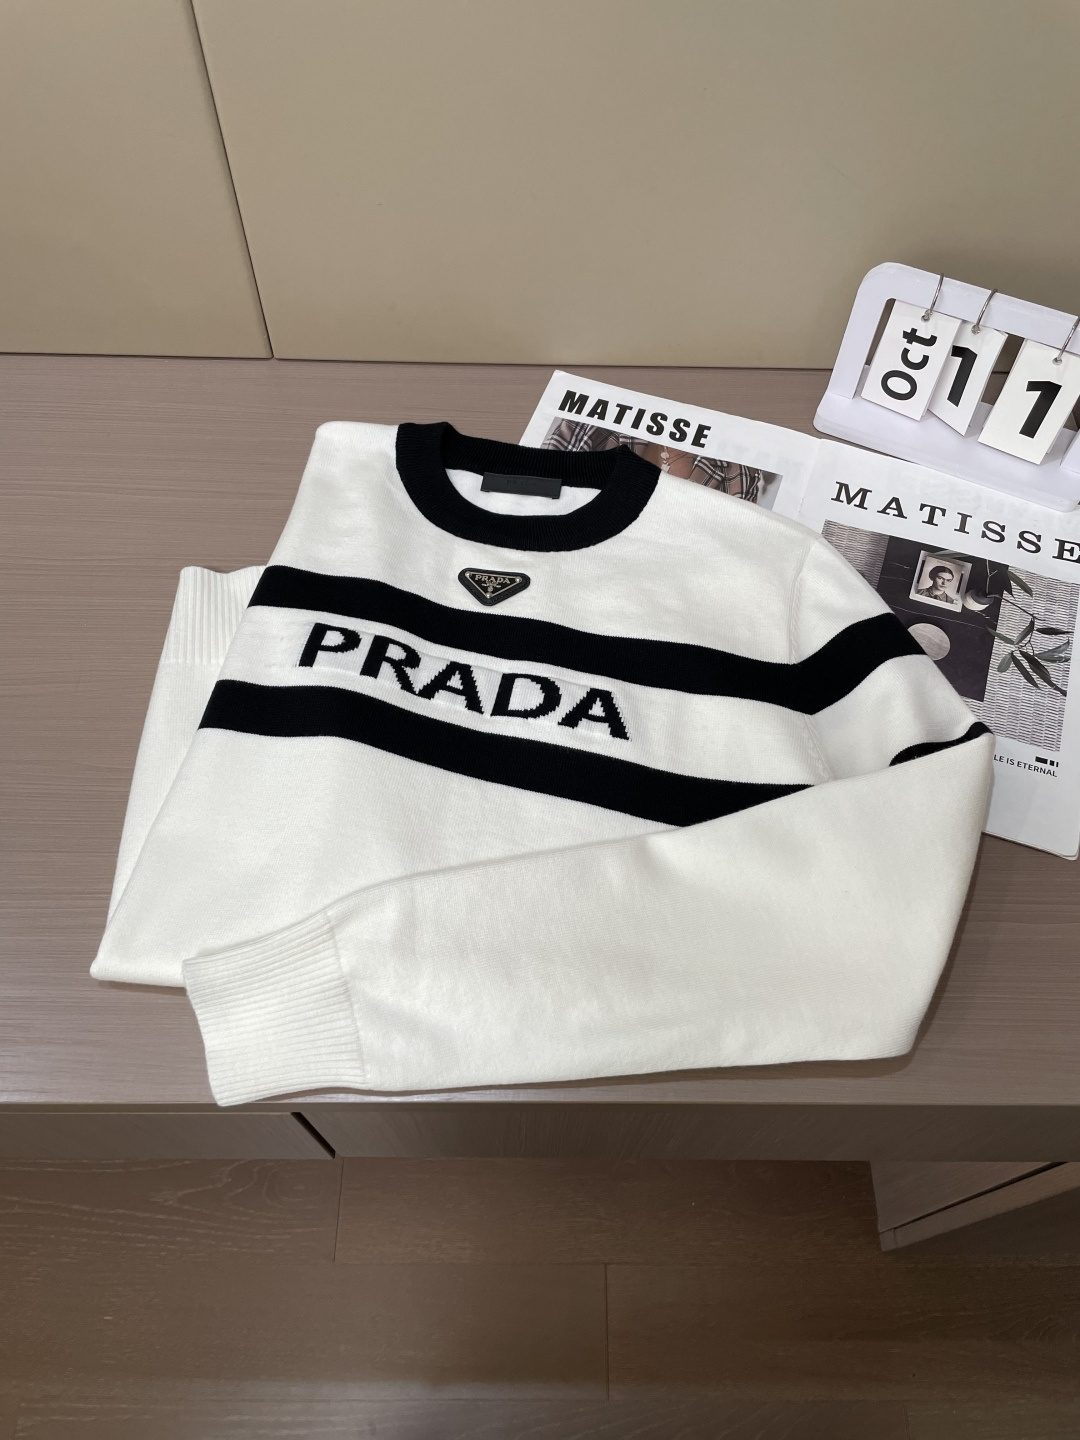 Oct
1
1
MATISSE
MATISSE
PRADA
PRADA
LE IS ETERNAL